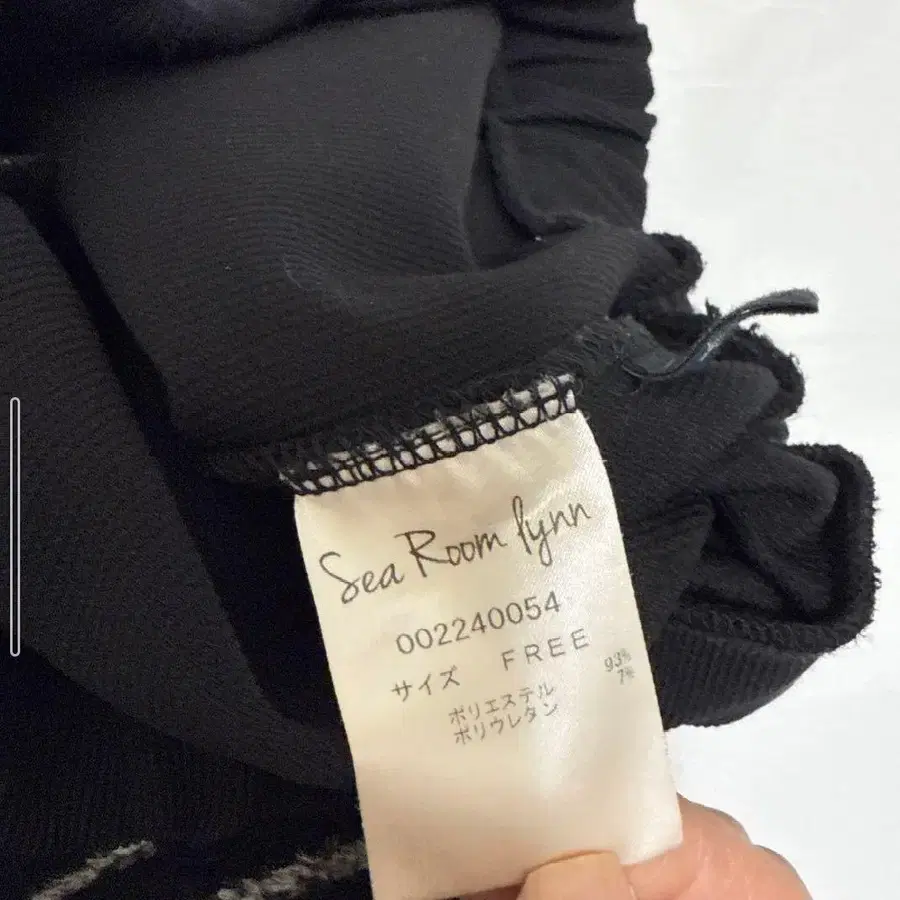 Sea Room lynn
002240054
サイズ FREE
ポリエステル 93%
ポリウレタン 7%